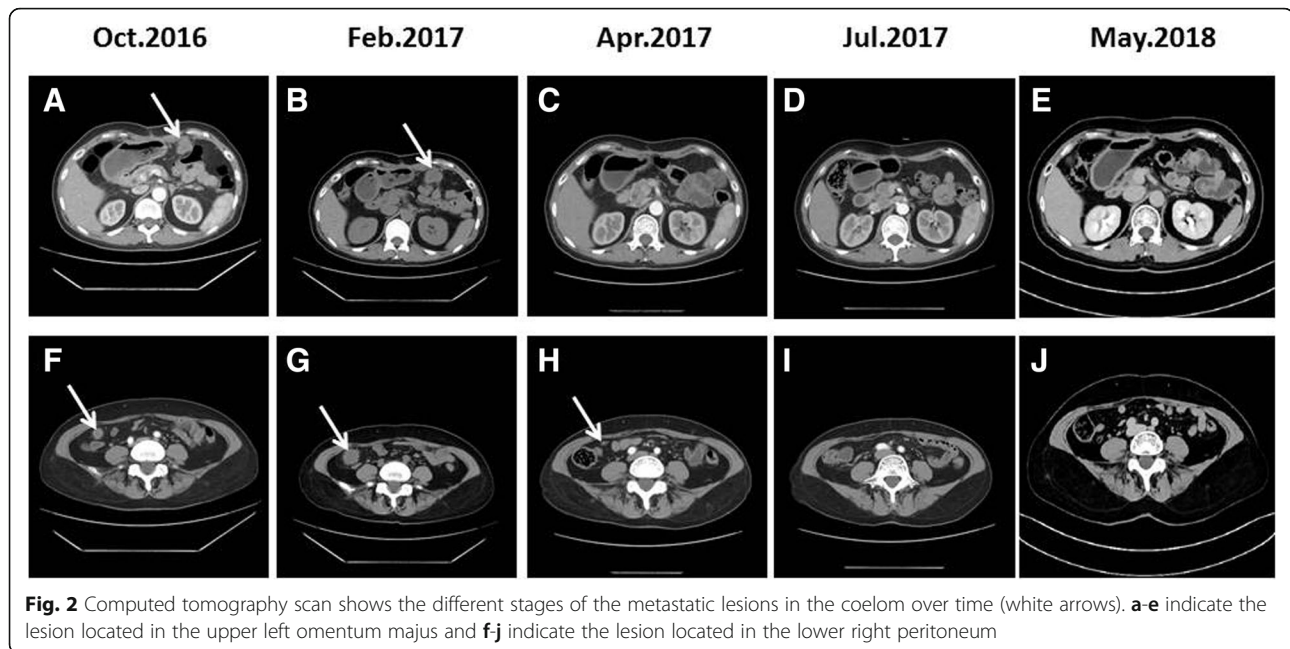 Oct.2016 Feb.2017 Apr.2017 Jul.2017 May.2018
A B C D E
F G H I J
Fig. 2 Computed tomography scan shows the different stages of the metastatic lesions in the coelom over time (white arrows). a-e indicate the
lesion located in the upper left omentum majus and f-j indicate the lesion located in the lower right peritoneum